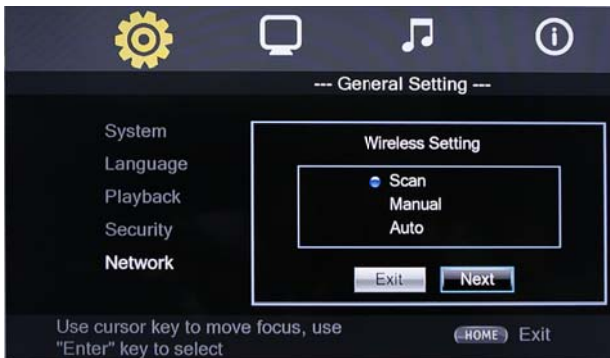 --- General Setting ---
System
Language
Playback
Security
Network
Wireless Setting
Scan
Manual
Auto
Exit
Next
Use cursor key to move focus, use
"Enter" key to select
HOME
Exit